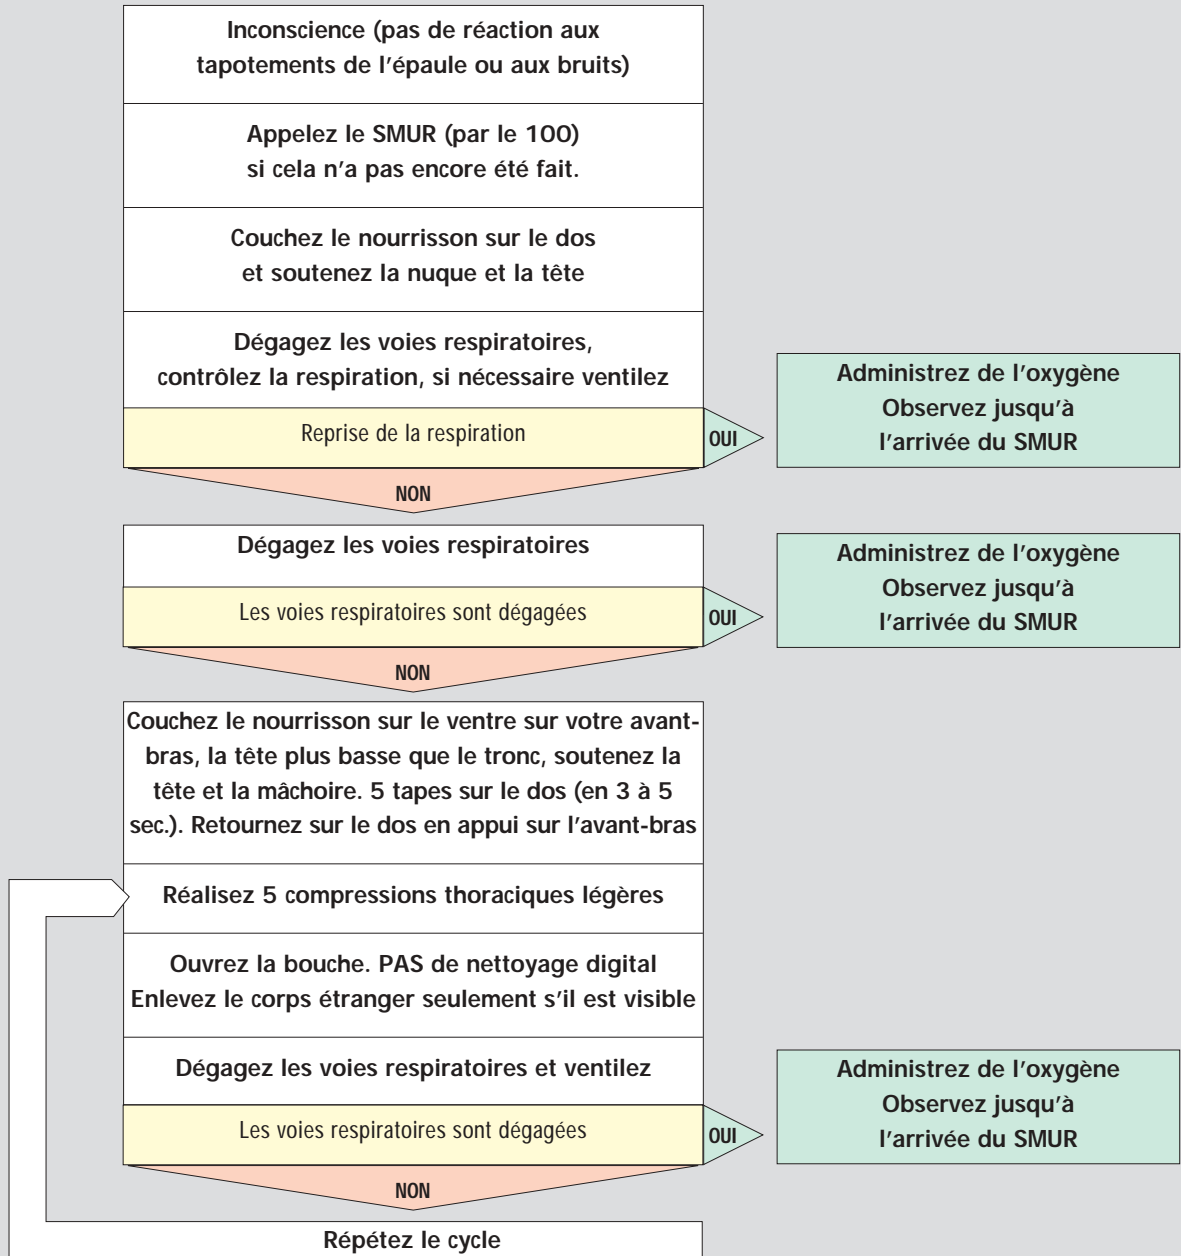 Inconscience (pas de réaction aux
tapotements de l'épaule ou aux bruits)
Appelez le SMUR (par le 100)
si cela n'a pas encore été fait.
Couchez le nourrisson sur le dos
et soutenez la nuque et la tête
Dégagez les voies respiratoires,
contrôlez la respiration, si nécessaire ventilez
Reprise de la respiration
OUI
Administrez de l'oxygène
Observez jusqu'à
l'arrivée du SMUR
NON
Dégagez les voies respiratoires
Les voies respiratoires sont dégagées
OUI
Administrez de l'oxygène
Observez jusqu'à
l'arrivée du SMUR
NON
Couchez le nourrisson sur le ventre sur votre avant-
bras, la tête plus basse que le tronc, soutenez la
tête et la mâchoire. 5 tapes sur le dos (en 3 à 5
sec.). Retournez sur le dos en appui sur l'avant-bras
Réalisez 5 compressions thoraciques légères
Ouvrez la bouche. PAS de nettoyage digital
Enlevez le corps étranger seulement s'il est visible
Dégagez les voies respiratoires et ventilez
Les voies respiratoires sont dégagées
OUI
Administrez de l'oxygène
Observez jusqu'à
l'arrivée du SMUR
NON
Répétez le cycle